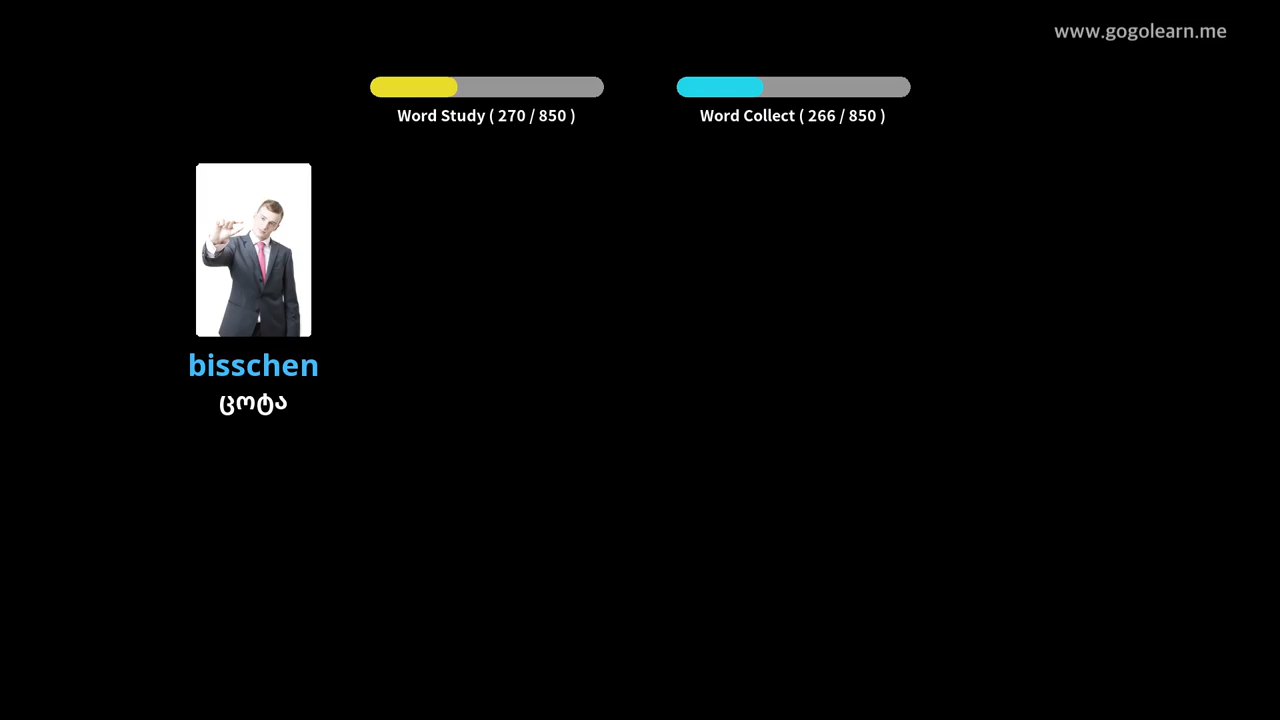 www.gogolearn.me
Word Study ( 270 / 850 )
Word Collect ( 266 / 850 )
bisschen
ცოტა